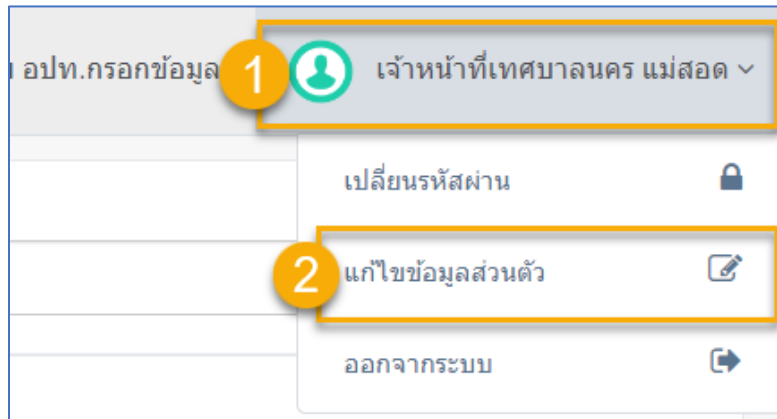 อปท.กรอกข้อมูล 1 เจ้าหน้าที่เทศบาลนคร แม่สอด
เปลี่ยนรหัสผ่าน
2 แก้ไขข้อมูลส่วนตัว
ออกจากระบบ